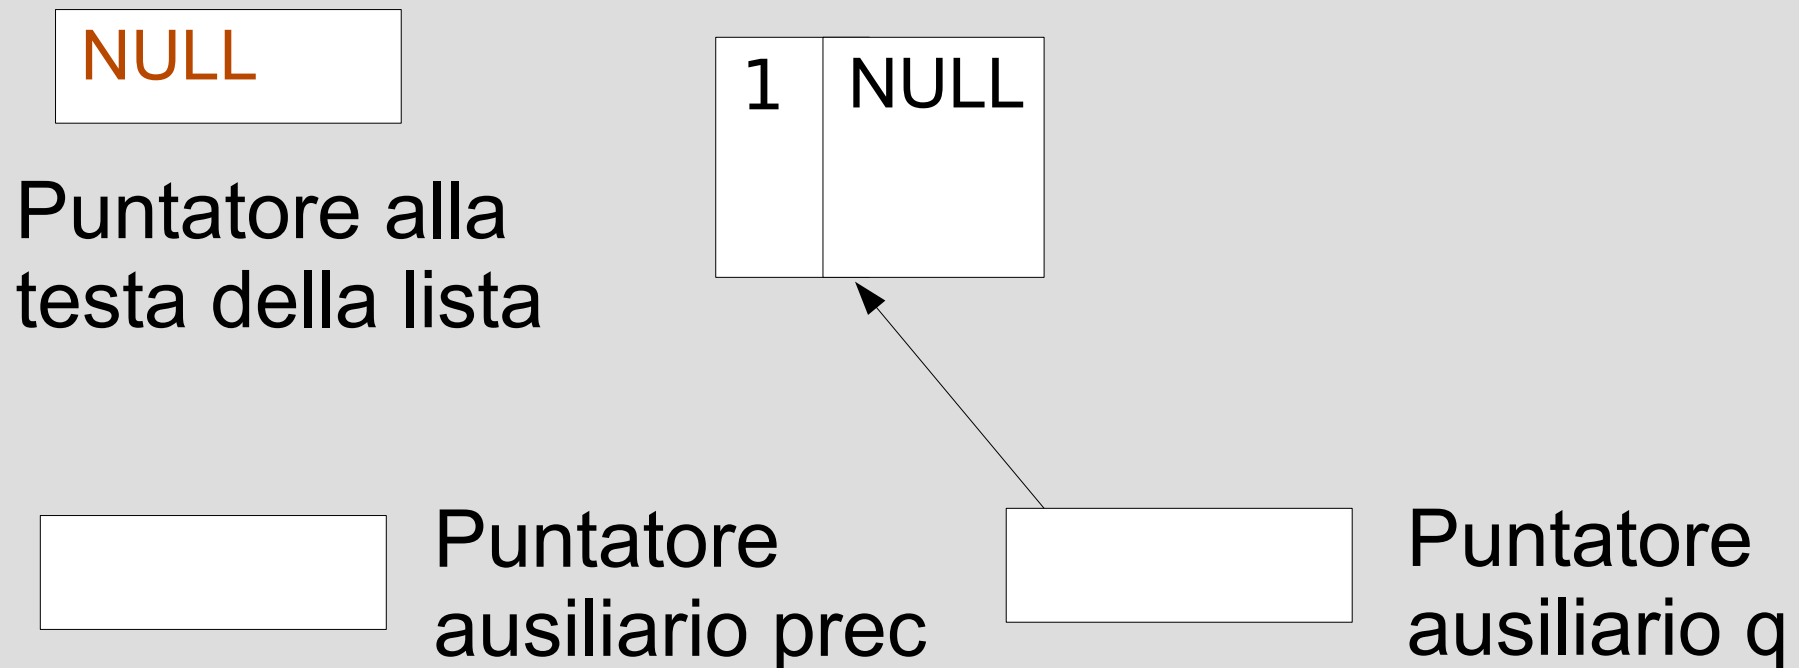 NULL
1 NULL
Puntatore alla
testa della lista
Puntatore
ausiliario prec
Puntatore
ausiliario q